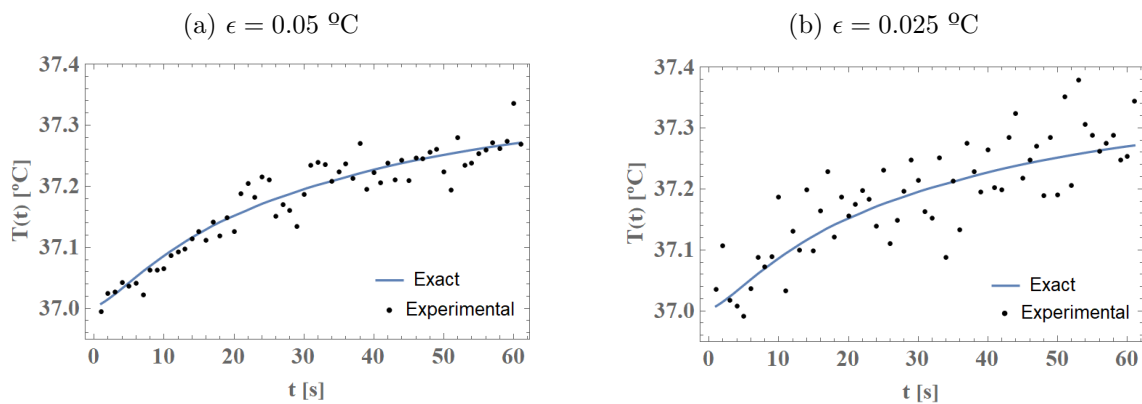 (a) ϵ = 0.05 ºC
37.4
37.3
37.2
37.1
37.0
T(t) [ºC]
Exact
Experimental
0 10 20 30 40 50 60
t [s]
(b) ϵ = 0.025 ºC
37.4
37.3
37.2
37.1
37.0
T(t) [ºC]
Exact
Experimental
0 10 20 30 40 50 60
t [s]